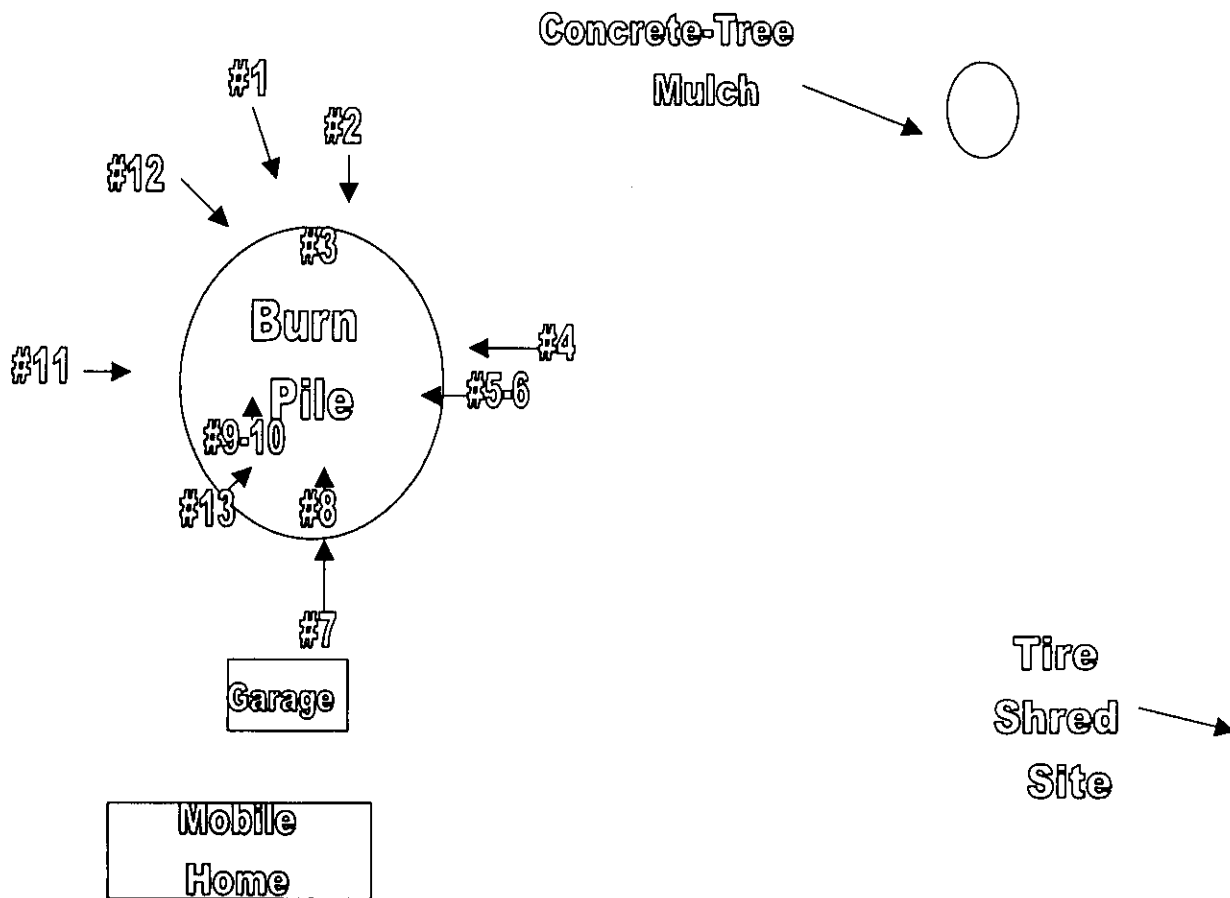 Concrete-Tree
Mulch
#1
#2
#12
#3
Burn
#4
#11
Pile
#5-6
#9-10
#13
#8
#7
Garage
Tire
Shred
Site
Mobile
Home